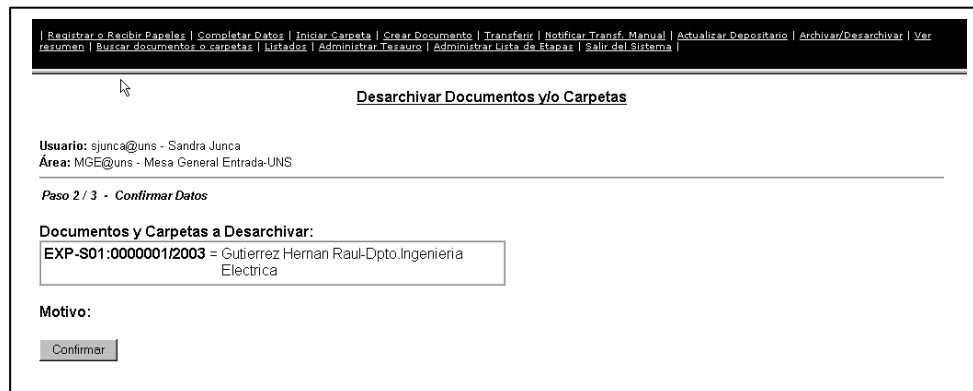 | Registrar o Recibir Papeles | Completar Datos | Iniciar Carpeta | Crear Documento | Transferir | Notificar Transf. Manual | Actualizar Depositario | Archivar/Desarchivar | Ver
resumen | Buscar documentos o carpetas | Listados | Administrar Tesauro | Administrar Lista de Etapas | Salir del Sistema |
Desarchivar Documentos y/o Carpetas
Usuario: sjunca@uns - Sandra Junca
Área: MGE@uns - Mesa General Entrada-UNS
Paso 2 / 3 - Confirmar Datos
Documentos y Carpetas a Desarchivar:
EXP-S01:0000001/2003 = Gutierrez Hernan Raul-Dpto.Ingenieria
Electrica
Motivo:
Confirmar